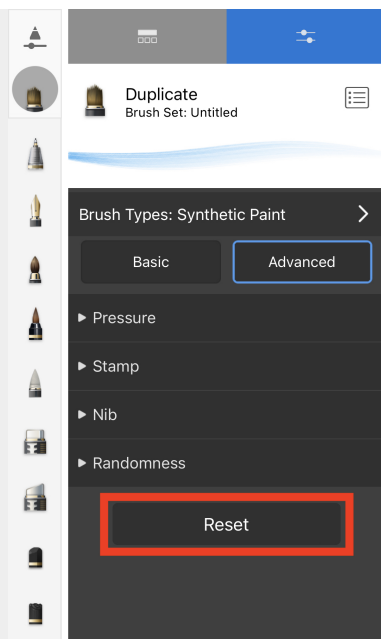 Duplicate
Brush Set: Untitled
Brush Types: Synthetic Paint
Basic
Advanced
Pressure
Stamp
Nib
Randomness
Reset